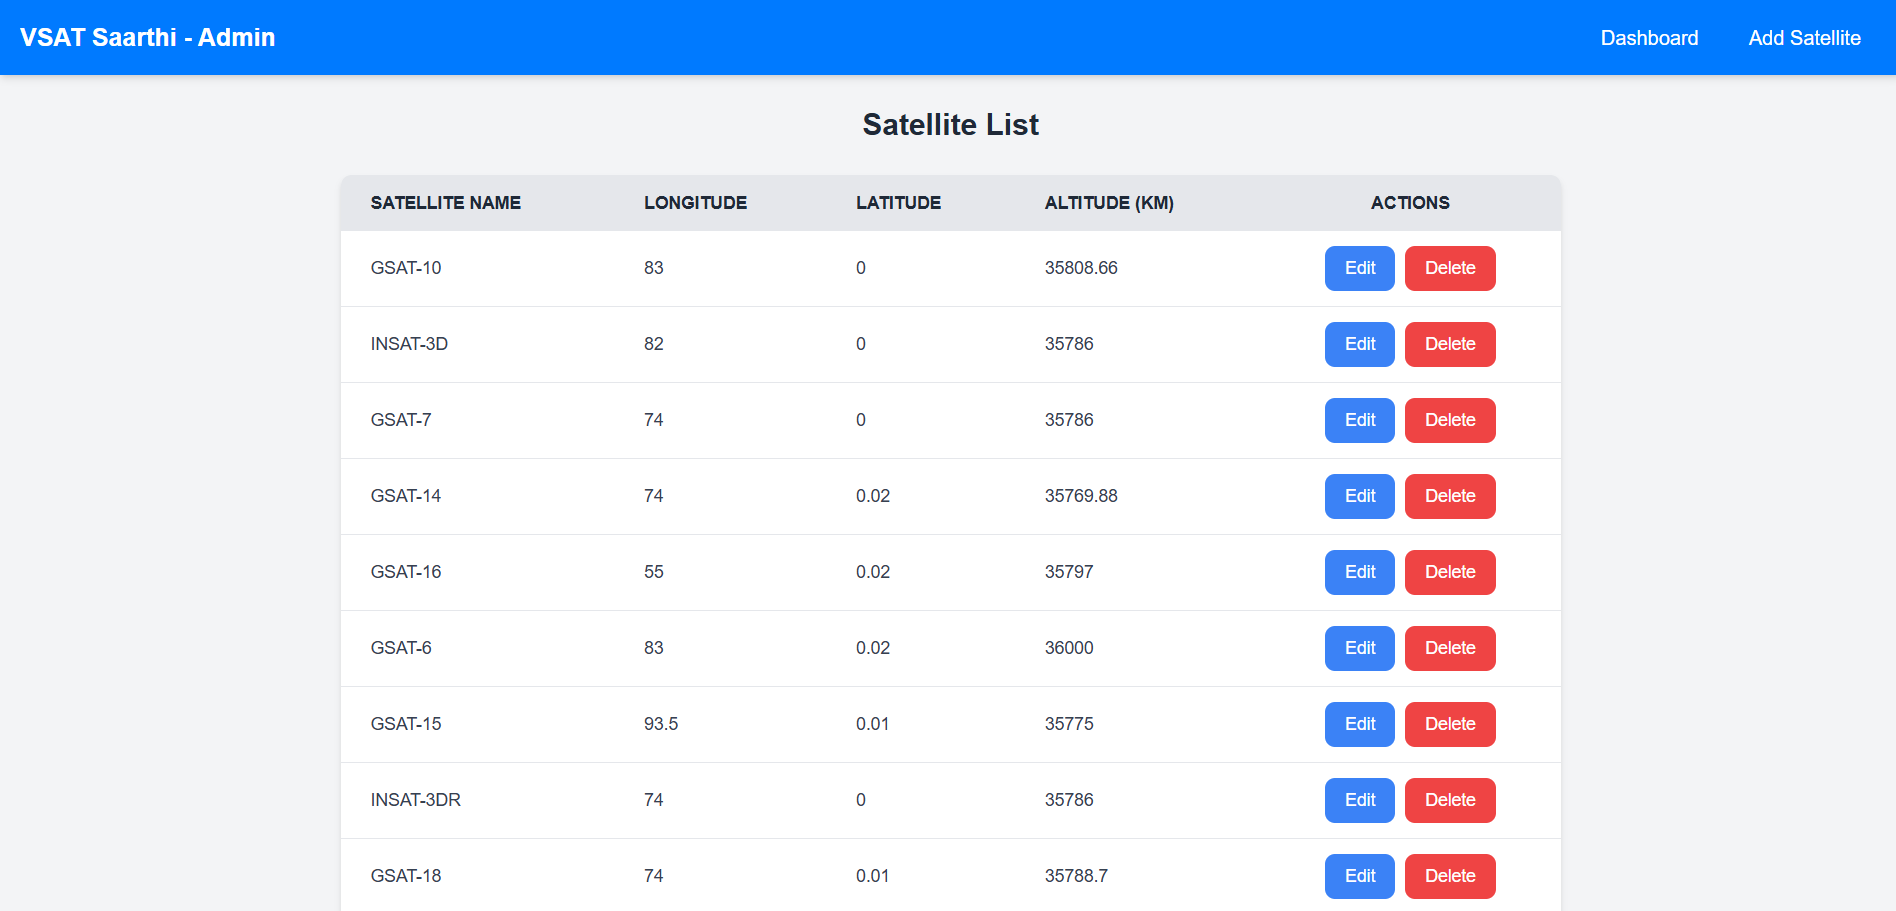 VSAT Saarthi - Admin Dashboard Add Satellite
Satellite List
SATELLITE NAME LONGITUDE LATITUDE ALTITUDE (KM) ACTIONS
GSAT-10 83 0 35808.66 Edit Delete
INSAT-3D 82 0 35786 Edit Delete
GSAT-7 74 0 35786 Edit Delete
GSAT-14 74 0.02 35769.88 Edit Delete
GSAT-16 55 0.02 35797 Edit Delete
GSAT-6 83 0.02 36000 Edit Delete
GSAT-15 93.5 0.01 35775 Edit Delete
INSAT-3DR 74 0 35786 Edit Delete
GSAT-18 74 0.01 35788.7 Edit Delete